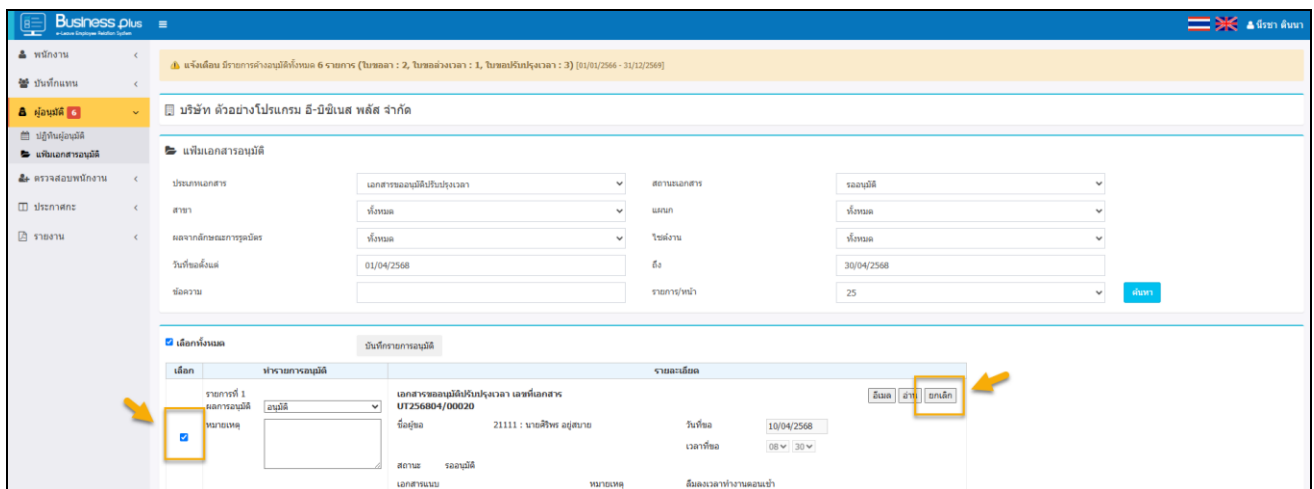 Business Plus
e-Leave Employee Relation System
นีรชา ตินนา
พนักงาน
บันทึกแทน
ผู้อนุมัติ 6
ปฏิทินผู้อนุมัติ
แฟ้มเอกสารอนุมัติ
ตรวจสอบพนักงาน
ประกาศกะ
รายงาน
แจ้งเตือน มีรายการค้างอนุมัติทั้งหมด 6 รายการ (ใบขอลา : 2, ใบขอล่วงเวลา : 1, ใบขอปรับปรุงเวลา : 3) [01/01/2566 - 31/12/2569]
บริษัท ตัวอย่างโปรแกรม อี-บิซิเนส พลัส จำกัด
แฟ้มเอกสารอนุมัติ
ประเภทเอกสาร เอกสารขออนุมัติปรับปรุงเวลา สถานะเอกสาร รออนุมัติ
สาขา ทั้งหมด แผนก ทั้งหมด
ผลจากลักษณะการรูดบัตร ทั้งหมด ไซด์งาน ทั้งหมด
วันที่ขอตั้งแต่ 01/04/2568 ถึง 30/04/2568
ข้อความ รายการ/หน้า 25 ค้นหา
เลือกทั้งหมด บันทึกรายการอนุมัติ
เลือก ทำรายการอนุมัติ รายละเอียด
รายการที่ 1 เอกสารขออนุมัติปรับปรุงเวลา เลขที่เอกสาร อีเมล อ่าน ยกเลิก
ผลการอนุมัติ อนุมัติ UT256804/00020
หมายเหตุ ชื่อผู้ขอ 21111 : นายศิริพร อยู่สบาย วันที่ขอ 10/04/2568
เวลาที่ขอ 08 30
สถานะ รออนุมัติ
เอกสารแนบ หมายเหตุ ลืมลงเวลาทำงานตอนเช้า